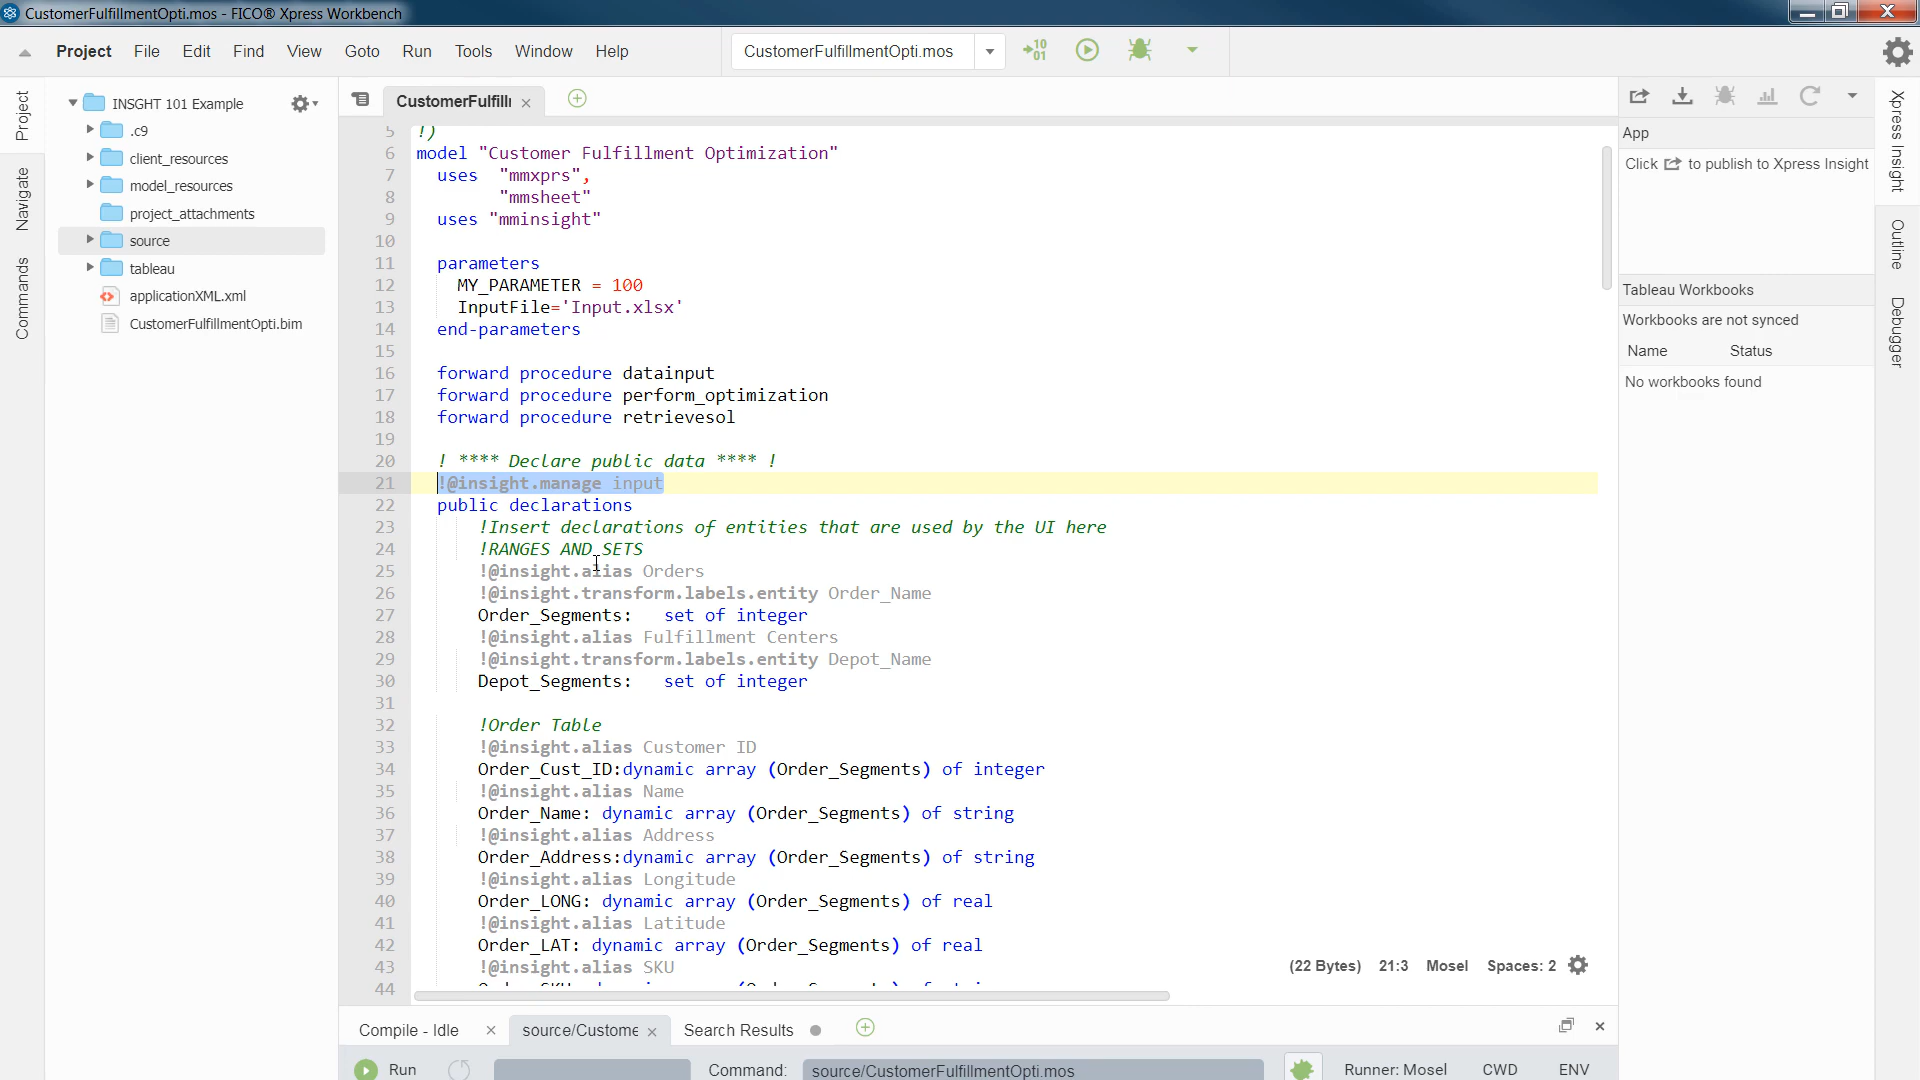 CustomerFulfillmentOpti.mos - FICO® Xpress Workbench
Project File Edit Find View Goto Run Tools Window Help
CustomerFulfillmentOpti.mos
10
01
Project
Navigate
Commands
INSGHT 101 Example
.c9
client_resources
model_resources
project_attachments
source
tableau
applicationXML.xml
CustomerFulfillmentOpti.bim
CustomerFulfill
5 !)
6 model "Customer Fulfillment Optimization"
7 uses "mmxprs",
8 "mmsheet"
9 uses "mminsight"
10
11 parameters
12 MY_PARAMETER = 100
13 InputFile='Input.xlsx'
14 end-parameters
15
16 forward procedure datainput
17 forward procedure perform_optimization
18 forward procedure retrievesol
19
20 ! **** Declare public data **** !
21 !@insight.manage input
22 public declarations
23 !Insert declarations of entities that are used by the UI here
24 !RANGES AND SETS
25 !@insight.alias Orders
26 !@insight.transform.labels.entity Order_Name
27 Order_Segments: set of integer
28 !@insight.alias Fulfillment Centers
29 !@insight.transform.labels.entity Depot_Name
30 Depot_Segments: set of integer
31
32 !Order Table
33 !@insight.alias Customer ID
34 Order_Cust_ID:dynamic array (Order_Segments) of integer
35 !@insight.alias Name
36 Order_Name: dynamic array (Order_Segments) of string
37 !@insight.alias Address
38 Order_Address:dynamic array (Order_Segments) of string
39 !@insight.alias Longitude
40 Order_LONG: dynamic array (Order_Segments) of real
41 !@insight.alias Latitude
42 Order_LAT: dynamic array (Order_Segments) of real
43 !@insight.alias SKU
44
(22 Bytes) 21:3 Mosel Spaces: 2
Compile - Idle source/Custome Search Results
Run Command: source/CustomerFulfillmentOpti.mos Runner: Mosel CWD ENV
App
Click to publish to Xpress Insight
Tableau Workbooks
Workbooks are not synced
Name Status
No workbooks found
Xpress Insight
Outline
Debugger